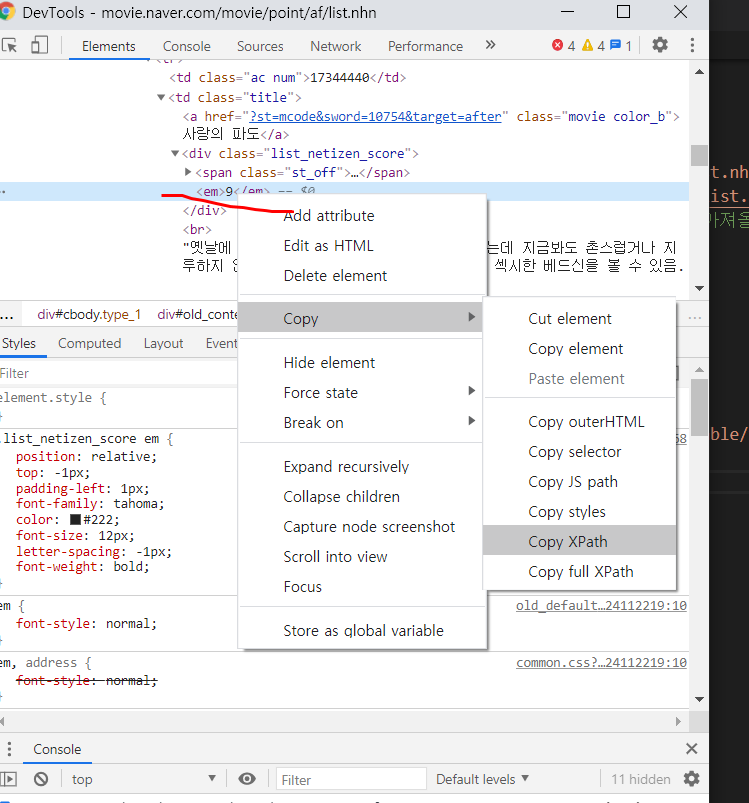 DevTools - movie.naver.com/movie/point/af/list.nhn
Elements Console Sources Network Performance » 4 4 1
<td class="ac num">17344440</td>
▼<td class="title">
<a href="?st=mcode&sword=10754&target=after" class="movie color_b">
사랑의 파도</a>
▼<div class="list_netizen_score">
▶<span class="st_off">…</span>
… <em>9</em> == $0
</div>
<br>
"옛날에 는데 지금봐도 촌스럽거나 지
루하지 섹시한 베드신을 볼 수 있음.
t.nh
ist.
가져올
ble/
Add attribute
Edit as HTML
Delete element
Copy
Hide element
Force state
Break on
Expand recursively
Collapse children
Capture node screenshot
Scroll into view
Focus
Store as global variable
Cut element
Copy element
Paste element
Copy outerHTML
Copy selector
Copy JS path
Copy styles
Copy XPath
Copy full XPath
... div#cbody.type_1 div#old_conte ...
Styles Computed Layout Event
Filter
element.style {
}
.list_netizen_score em { 68
position: relative;
top: -1px;
padding-left: 1px;
font-family: tahoma;
color: #222;
font-size: 12px;
letter-spacing: -1px;
font-weight: bold;
}
em { old_default…24112219:10
font-style: normal;
}
em, address { common.css?…24112219:10
font-style: normal;
}
Console
top Filter Default levels ▼ 11 hidden